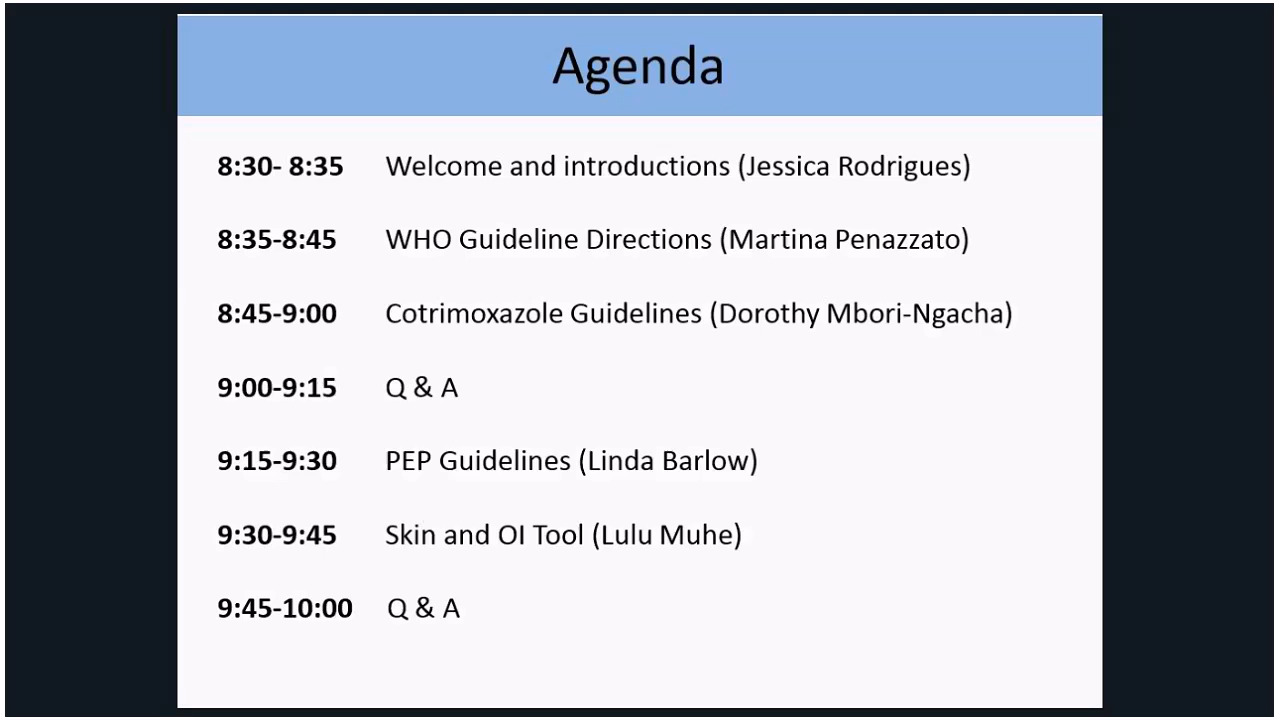 Agenda
8:30- 8:35 Welcome and introductions (Jessica Rodrigues)
8:35-8:45 WHO Guideline Directions (Martina Penazzato)
8:45-9:00 Cotrimoxazole Guidelines (Dorothy Mbori-Ngacha)
9:00-9:15 Q & A
9:15-9:30 PEP Guidelines (Linda Barlow)
9:30-9:45 Skin and OI Tool (Lulu Muhe)
9:45-10:00 Q & A